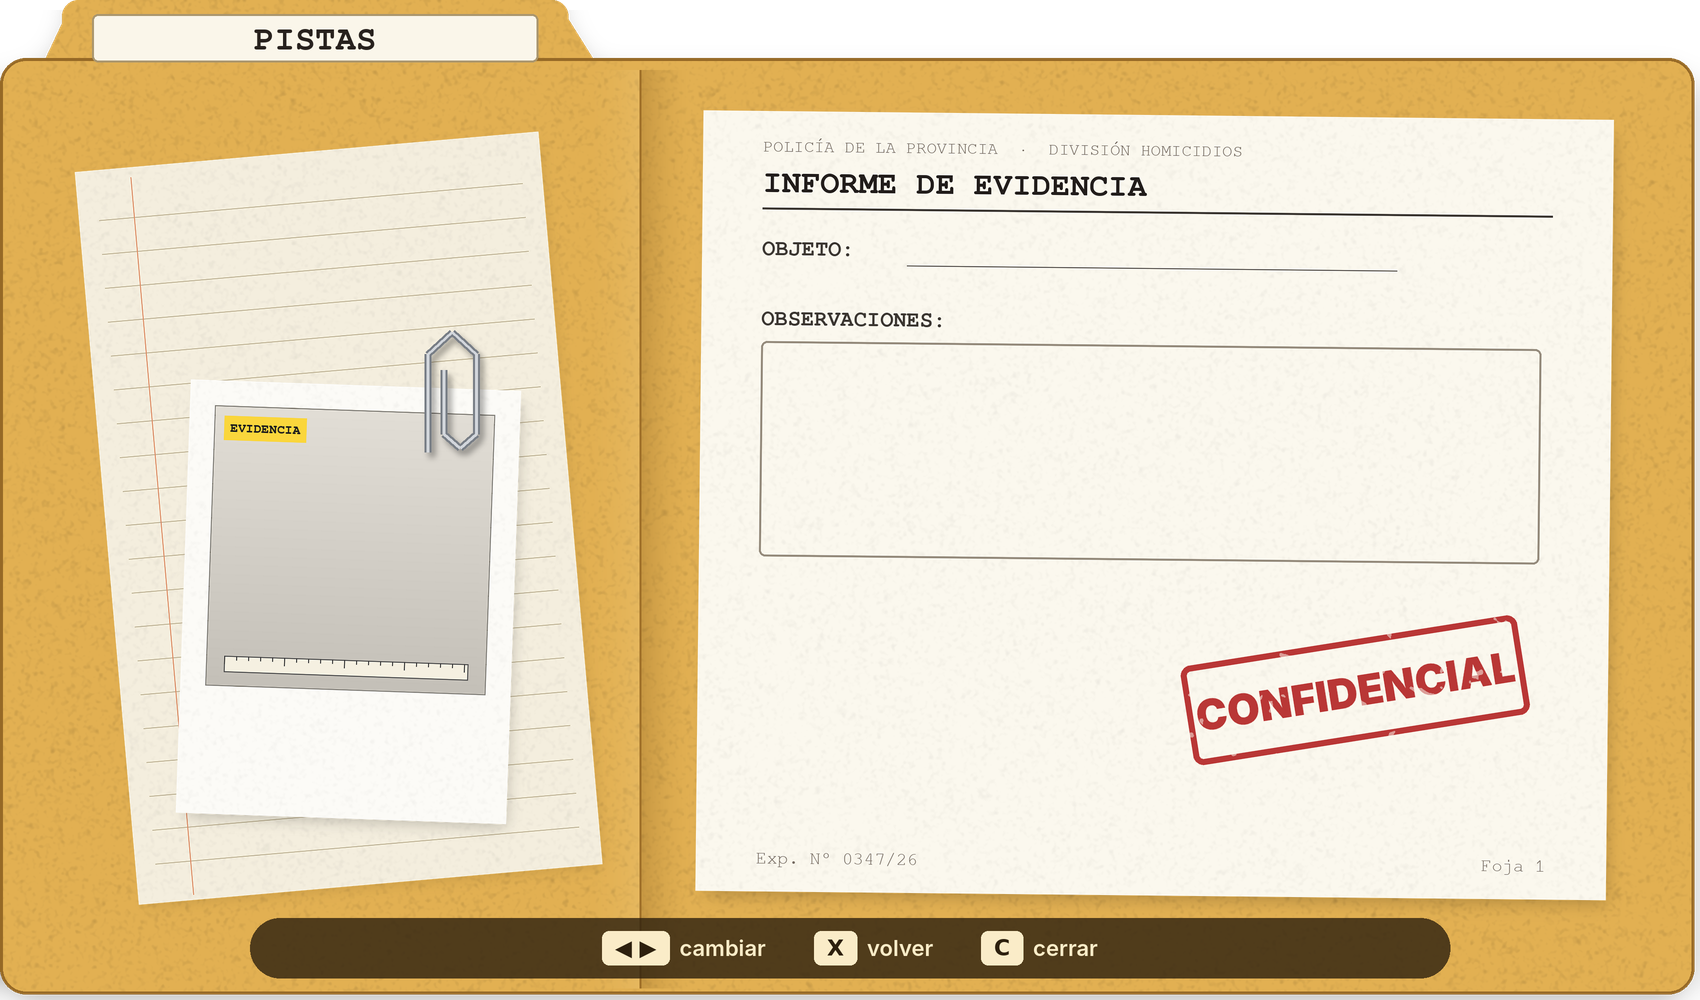 PISTAS
EVIDENCIA
POLICÍA DE LA PROVINCIA · DIVISIÓN HOMICIDIOS
INFORME DE EVIDENCIA
OBJETO:
OBSERVACIONES:
CONFIDENCIAL
Exp. Nº 0347/26
Foja 1
◀ ▶ cambiar X volver C cerrar